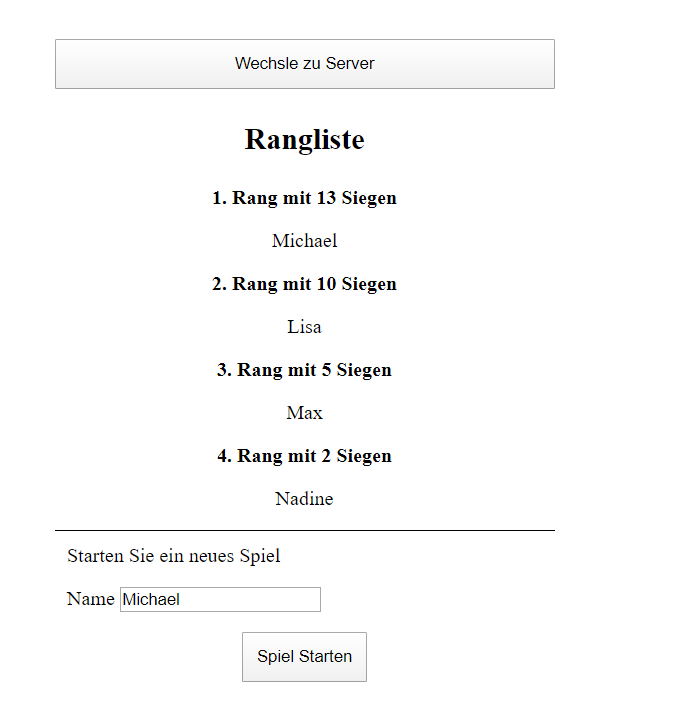 Wechsle zu Server
Rangliste
1. Rang mit 13 Siegen
Michael
2. Rang mit 10 Siegen
Lisa
3. Rang mit 5 Siegen
Max
4. Rang mit 2 Siegen
Nadine
Starten Sie ein neues Spiel
Name Michael
Spiel Starten